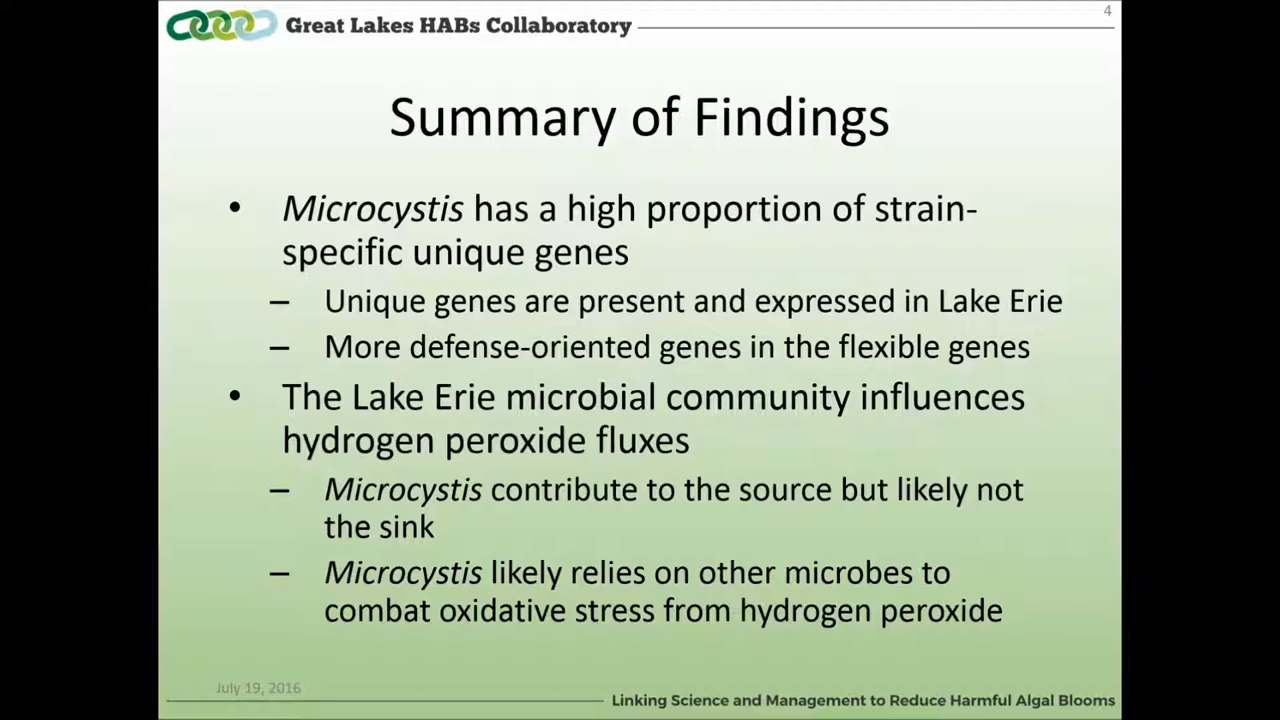 4
Great Lakes HABs Collaboratory
Summary of Findings
• Microcystis has a high proportion of strain-
specific unique genes
– Unique genes are present and expressed in Lake Erie
– More defense-oriented genes in the flexible genes
• The Lake Erie microbial community influences
hydrogen peroxide fluxes
– Microcystis contribute to the source but likely not
the sink
– Microcystis likely relies on other microbes to
combat oxidative stress from hydrogen peroxide
July 19, 2016
Linking Science and Management to Reduce Harmful Algal Blooms